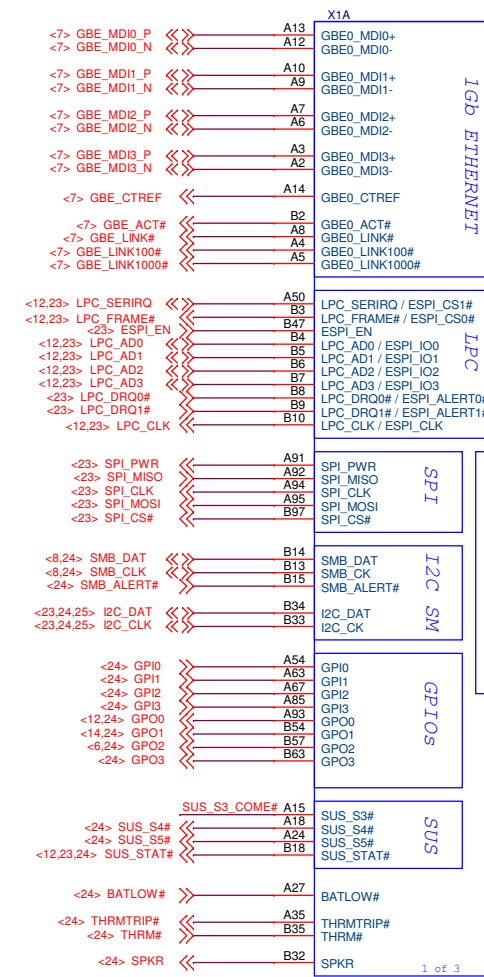 X1A
<7> GBE_MDI0_P A13 GBE0_MDI0+
<7> GBE_MDI0_N A12 GBE0_MDI0-
<7> GBE_MDI1_P A10 GBE0_MDI1+
<7> GBE_MDI1_N A9 GBE0_MDI1-
<7> GBE_MDI2_P A7 GBE0_MDI2+
<7> GBE_MDI2_N A6 GBE0_MDI2-
<7> GBE_MDI3_P A3 GBE0_MDI3+
<7> GBE_MDI3_N A2 GBE0_MDI3-
<7> GBE_CTREF A14 GBE0_CTREF
<7> GBE_ACT# B2 GBE0_ACT#
<7> GBE_LINK# A8 GBE0_LINK#
<7> GBE_LINK100# A4 GBE0_LINK100#
<7> GBE_LINK1000# A5 GBE0_LINK1000#
1Gb ETHERNET
<12,23> LPC_SERIRQ A50 LPC_SERIRQ / ESPI_CS1#
<12,23> LPC_FRAME# B3 LPC_FRAME# / ESPI_CS0#
<23> ESPI_EN B47 ESPI_EN
<12,23> LPC_AD0 B4 LPC_AD0 / ESPI_IO0
<12,23> LPC_AD1 B5 LPC_AD1 / ESPI_IO1
<12,23> LPC_AD2 B6 LPC_AD2 / ESPI_IO2
<12,23> LPC_AD3 B7 LPC_AD3 / ESPI_IO3
<23> LPC_DRQ0# B8 LPC_DRQ0# / ESPI_ALERT0#
<23> LPC_DRQ1# B9 LPC_DRQ1# / ESPI_ALERT1#
<12,23> LPC_CLK B10 LPC_CLK / ESPI_CLK
LPC
<23> SPI_PWR A91 SPI_PWR
<23> SPI_MISO A92 SPI_MISO
<23> SPI_CLK A94 SPI_CLK
<23> SPI_MOSI A95 SPI_MOSI
<23> SPI_CS# B97 SPI_CS#
SPI
<8,24> SMB_DAT B14 SMB_DAT
<8,24> SMB_CLK B13 SMB_CK
<24> SMB_ALERT# B15 SMB_ALERT#
<23,24,25> I2C_DAT B34 I2C_DAT
<23,24,25> I2C_CLK B33 I2C_CK
I2C SM
<24> GPI0 A54 GPI0
<24> GPI1 A63 GPI1
<24> GPI2 A67 GPI2
<24> GPI3 A85 GPI3
<12,24> GPO0 A93 GPO0
<14,24> GPO1 B54 GPO1
<6,24> GPO2 B57 GPO2
<24> GPO3 B63 GPO3
GPIOs
SUS_S3_COME# A15 SUS_S3#
<24> SUS_S4# A18 SUS_S4#
<24> SUS_S5# A24 SUS_S5#
<12,23,24> SUS_STAT# B18 SUS_STAT#
SUS
<24> BATLOW# A27 BATLOW#
<24> THRMTRIP# A35 THRMTRIP#
<24> THRM# B35 THRM#
<24> SPKR B32 SPKR
1 of 3